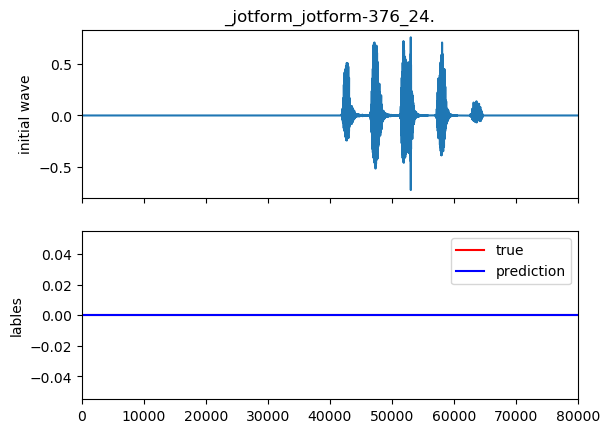 _jotform_jotform-376_24.
initial wave
0.5
0.0
−0.5
lables
0.04
0.02
0.00
−0.02
−0.04
true
prediction
0 10000 20000 30000 40000 50000 60000 70000 80000